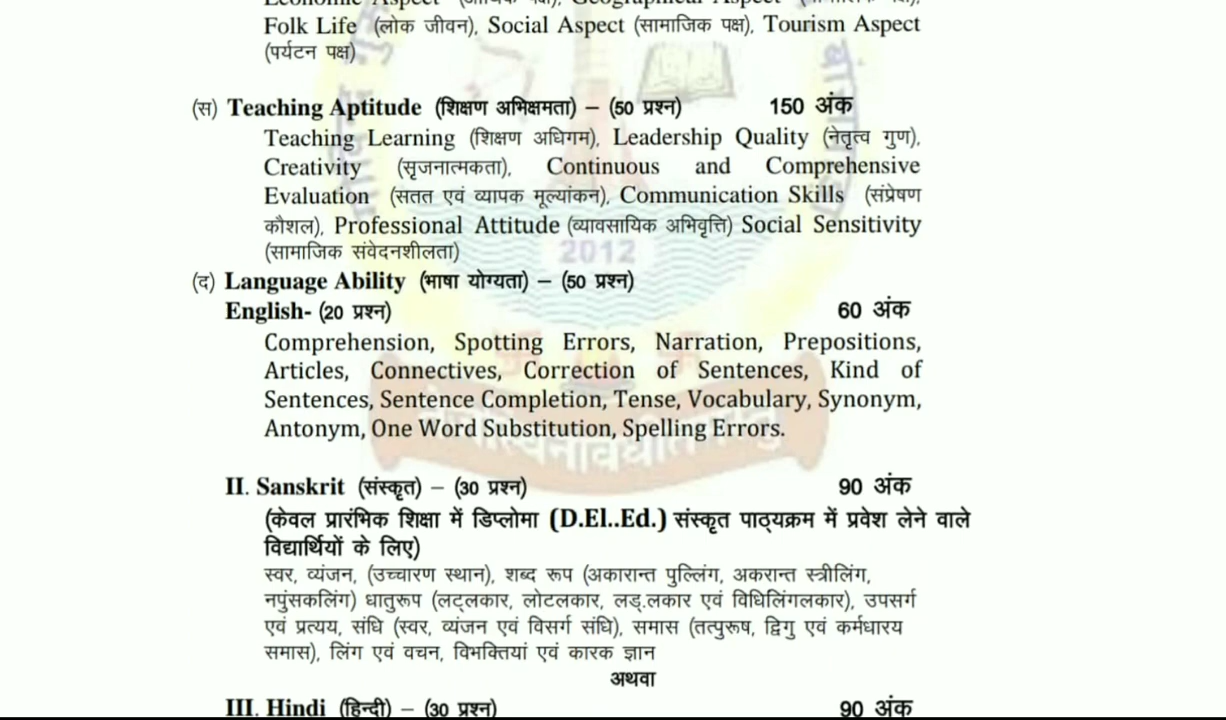 Folk Life (लोक जीवन), Social Aspect (सामाजिक पक्ष), Tourism Aspect
(पर्यटन पक्ष)
(स) Teaching Aptitude (शिक्षण अभिक्षमता) – (50 प्रश्न) 150 अंक
Teaching Learning (शिक्षण अधिगम), Leadership Quality (नेतृत्व गुण),
Creativity (सृजनात्मकता), Continuous and Comprehensive
Evaluation (सतत एवं व्यापक मूल्यांकन), Communication Skills (संप्रेषण
कौशल), Professional Attitude (व्यावसायिक अभिवृत्ति) Social Sensitivity
(सामाजिक संवेदनशीलता)
2012
(द) Language Ability (भाषा योग्यता) – (50 प्रश्न)
English- (20 प्रश्न) 60 अंक
Comprehension, Spotting Errors, Narration, Prepositions,
Articles, Connectives, Correction of Sentences, Kind of
Sentences, Sentence Completion, Tense, Vocabulary, Synonym,
Antonym, One Word Substitution, Spelling Errors.
II. Sanskrit (संस्कृत) – (30 प्रश्न) 90 अंक
(केवल प्रारंभिक शिक्षा में डिप्लोमा (D.El..Ed.) संस्कृत पाठ्यक्रम में प्रवेश लेने वाले
विद्यार्थियों के लिए)
स्वर, व्यंजन, (उच्चारण स्थान), शब्द रूप (अकारान्त पुल्लिंग, अकरान्त स्त्रीलिंग,
नपुंसकलिंग) धातुरूप (लट्लकार, लोटलकार, लड्.लकार एवं विधिलिंगलकार), उपसर्ग
एवं प्रत्यय, संधि (स्वर, व्यंजन एवं विसर्ग संधि), समास (तत्पुरूष, द्विगु एवं कर्मधारय
समास), लिंग एवं वचन, विभक्तियां एवं कारक ज्ञान
अथवा
III. Hindi (हिन्दी) – (30 प्रश्न) 90 अंक